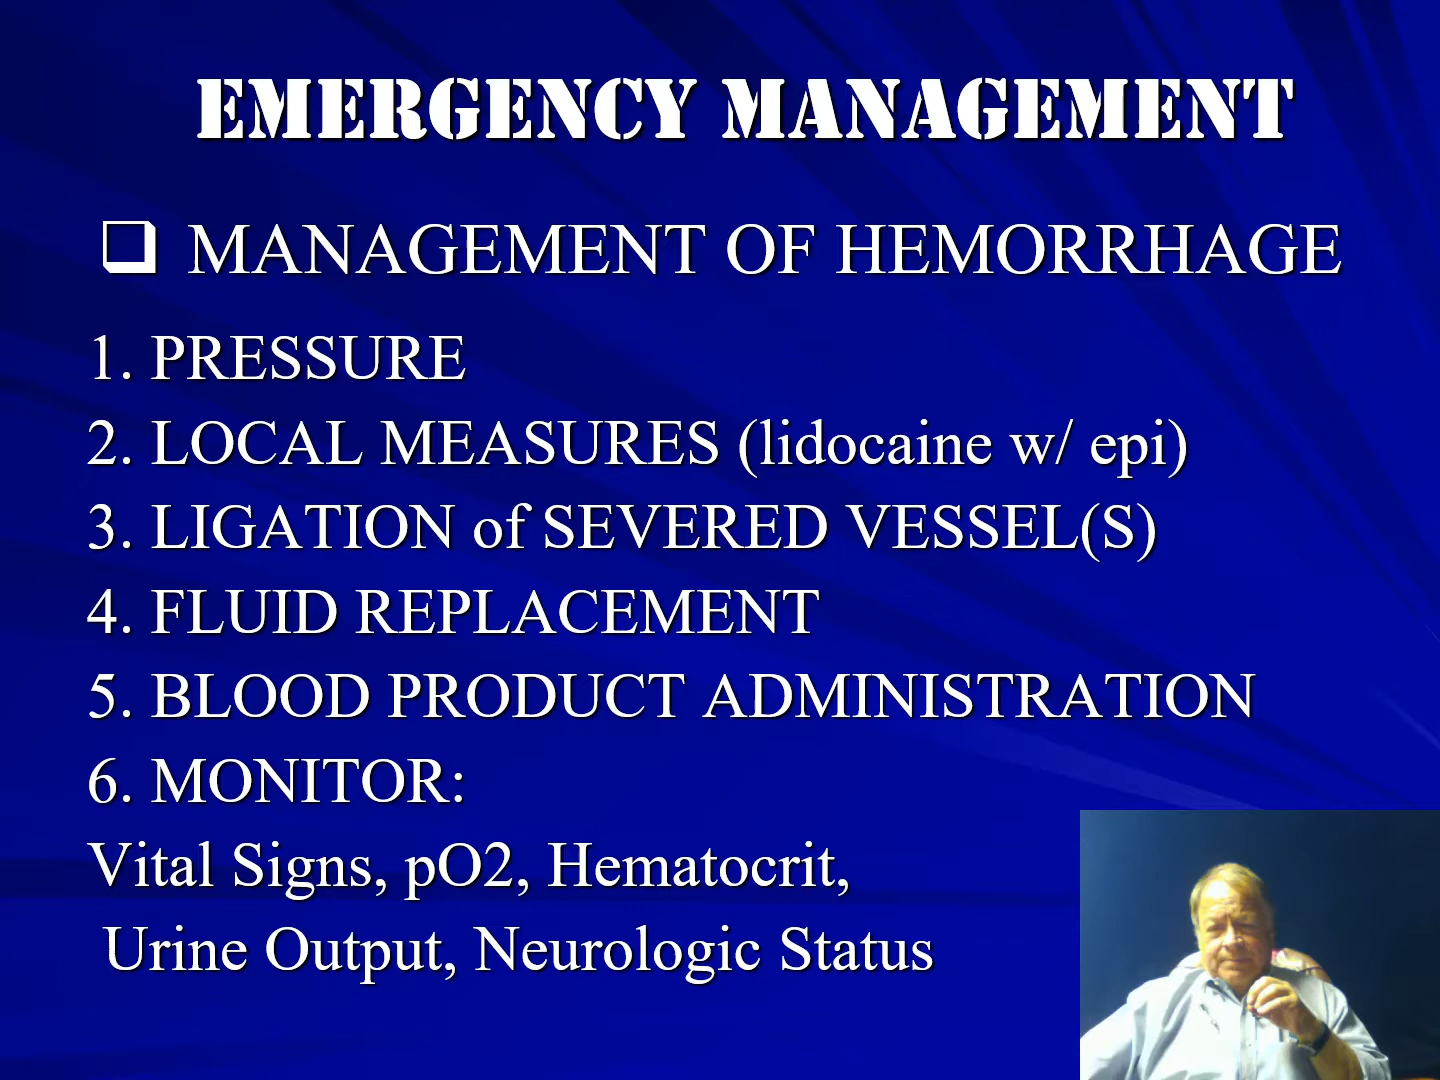 EMERGENCY MANAGEMENT
MANAGEMENT OF HEMORRHAGE
1. PRESSURE
2. LOCAL MEASURES (lidocaine w/ epi)
3. LIGATION of SEVERED VESSEL(S)
4. FLUID REPLACEMENT
5. BLOOD PRODUCT ADMINISTRATION
6. MONITOR:
Vital Signs, pO2, Hematocrit,
Urine Output, Neurologic Status